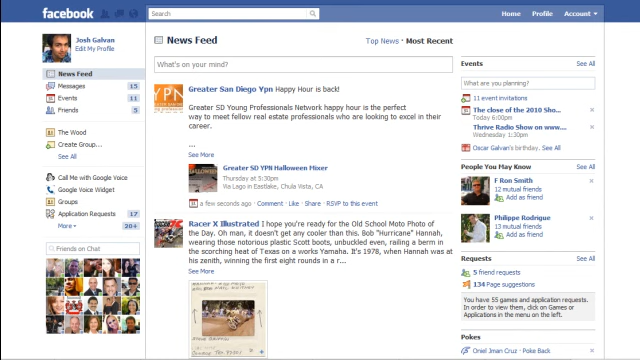 facebook
Search
Home Profile Account
Josh Galvan
Edit My Profile
News Feed
Messages 15
Events 11
Friends 5
The Wood
Create Group...
See All
Call Me with Google Voice
Google Voice Widget
Groups
Application Requests 17
More 20+
Friends on Chat
News Feed
Top News · Most Recent
What's on your mind?
YPN
Greater San Diego Ypn Happy Hour is back!
Greater SD Young Professionals Network happy hour is the perfect
way to meet fellow real estate professionals who are looking to excel in their
career.
...
See More
Greater SD YPN Halloween Mixer
Thursday at 5:30pm
Via Lago in Eastlake, Chula Vista, CA
a few seconds ago · Comment · Like · Share · RSVP to this event
Racer X Illustrated I hope you're ready for the Old School Moto Photo of
the Day. Oh man, it doesn't get any cooler than this. Bob "Hurricane" Hannah,
wearing those notorious plastic Scott boots, unbuckled even, railing a berm in
the scorching heat of Texas on a works Yamaha. It's 1978, when Hannah was at
his zenith, winning the first eight rounds in a r...
See More
Events See All
What are you planning?
11 event invitations
The close of the 2010 Sho...
Today 6:00pm
Thrive Radio Show on www...
Wednesday 1:30pm
Oscar Galvan's birthday. See All
People You May Know See All
F Ron Smith
12 mutual friends
Add as friend
Philippe Rodrigue
13 mutual friends
Add as friend
Requests See All
5 friend requests
134 Page suggestions
You have 55 games and application requests.
In order to view them, click on Games or
Applications in the menu on the left.
Pokes
Oniel Jman Cruz · Poke Back